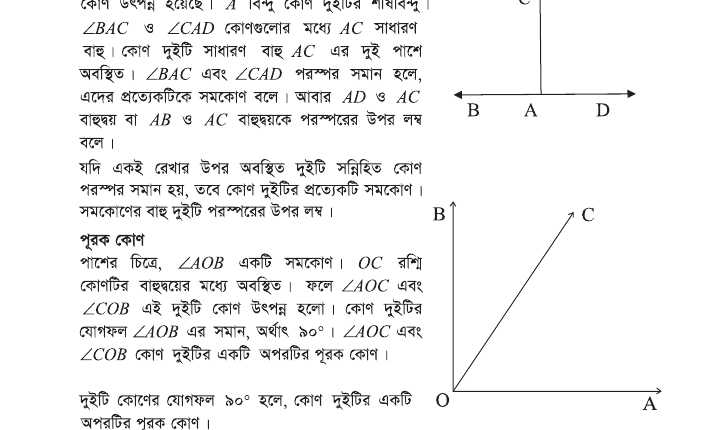 কোণ উৎপন্ন হয়েছে। A বিন্দু কোণ দুইটির শীর্ষবিন্দু।
∠BAC ও ∠CAD কোণগুলোর মধ্যে AC সাধারণ
বাহু। কোণ দুইটি সাধারণ বাহু AC এর দুই পাশে
অবস্থিত। ∠BAC এবং ∠CAD পরস্পর সমান হলে,
এদের প্রত্যেকটিকে সমকোণ বলে। আবার AD ও AC
বাহুদ্বয় বা AB ও AC বাহুদ্বয়কে পরস্পরের উপর লম্ব
বলে।
C
B A D
যদি একই রেখার উপর অবস্থিত দুইটি সন্নিহিত কোণ
পরস্পর সমান হয়, তবে কোণ দুইটির প্রত্যেকটি সমকোণ।
সমকোণের বাহু দুইটি পরস্পরের উপর লম্ব।
পূরক কোণ
পাশের চিত্রে, ∠AOB একটি সমকোণ। OC রশ্মি
কোণটির বাহুদ্বয়ের মধ্যে অবস্থিত। ফলে ∠AOC এবং
∠COB এই দুইটি কোণ উৎপন্ন হলো। কোণ দুইটির
যোগফল ∠AOB এর সমান, অর্থাৎ ৯০°। ∠AOC এবং
∠COB কোণ দুইটির একটি অপরটির পূরক কোণ।
B C
O A
দুইটি কোণের যোগফল ৯০° হলে, কোণ দুইটির একটি
অপরটির পূরক কোণ।